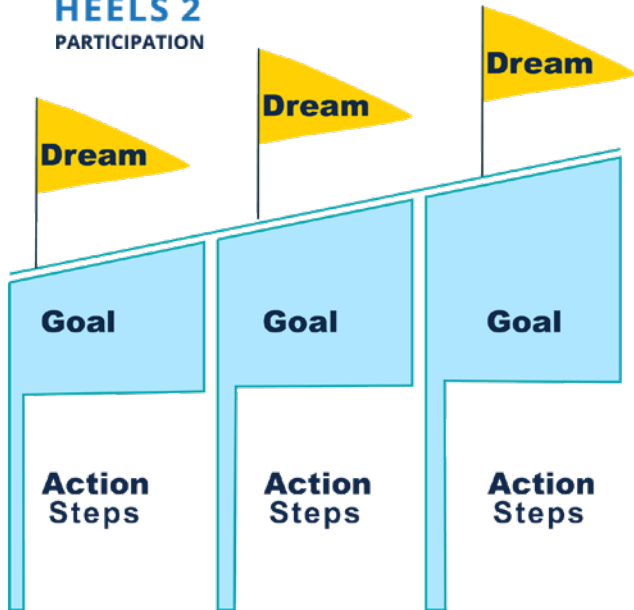 HEELS 2
PARTICIPATION
Dream
Dream
Dream
Goal
Goal
Goal
Action
Steps
Action
Steps
Action
Steps